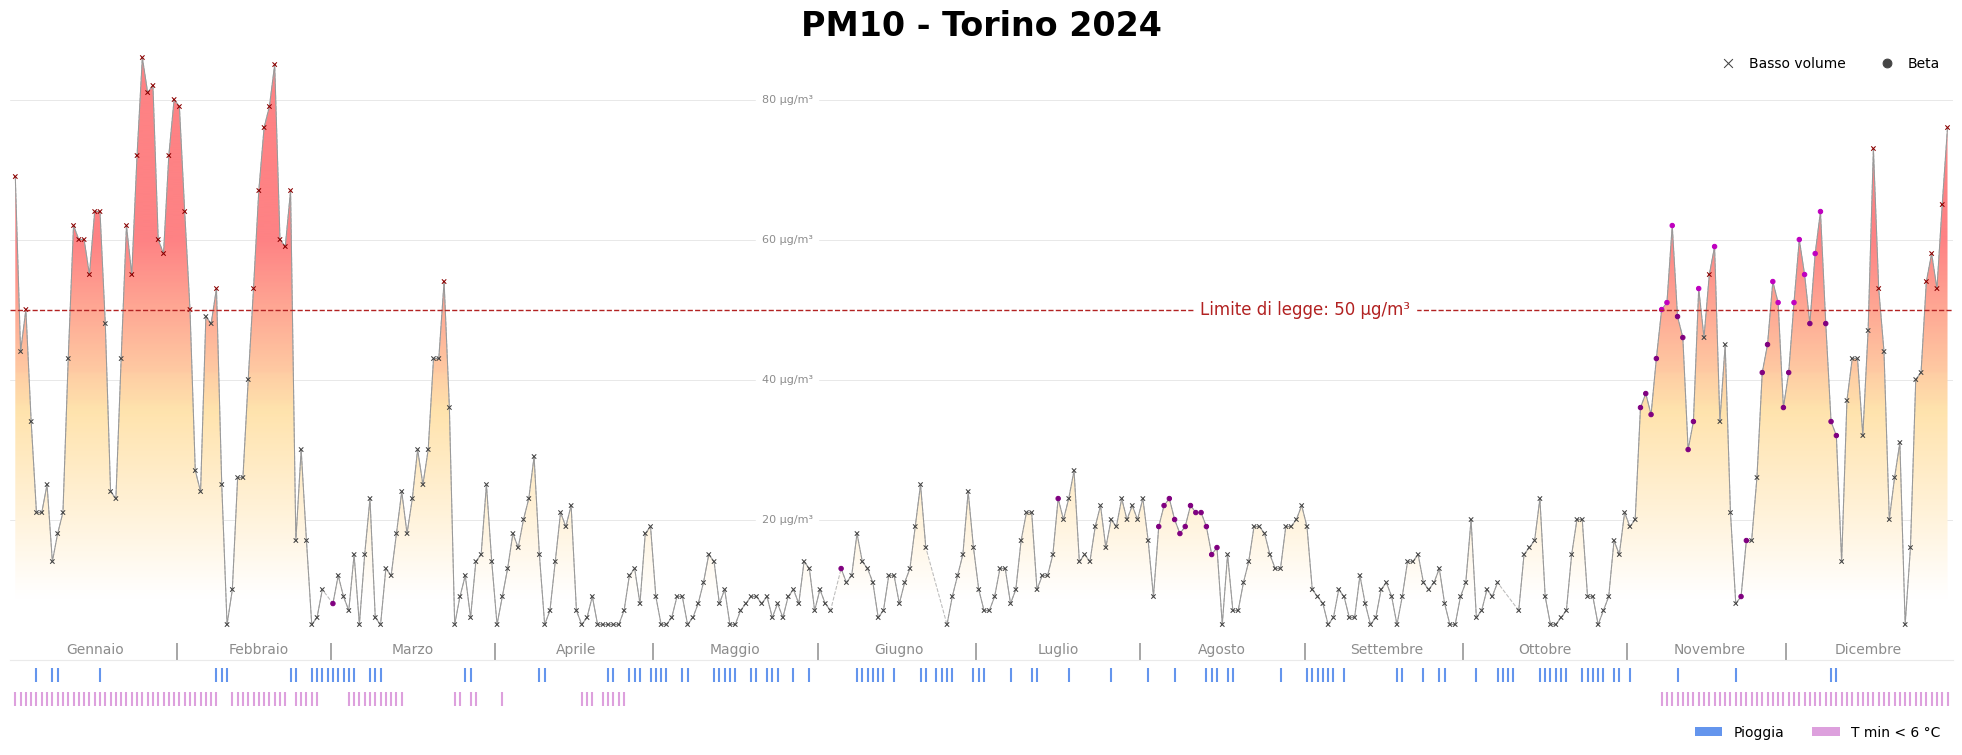 PM10 - Torino 2024
Basso volume Beta
80 µg/m³
60 µg/m³
Limite di legge: 50 µg/m³
40 µg/m³
20 µg/m³
Gennaio Febbraio Marzo Aprile Maggio Giugno Luglio Agosto Settembre Ottobre Novembre Dicembre
Pioggia T min < 6 °C